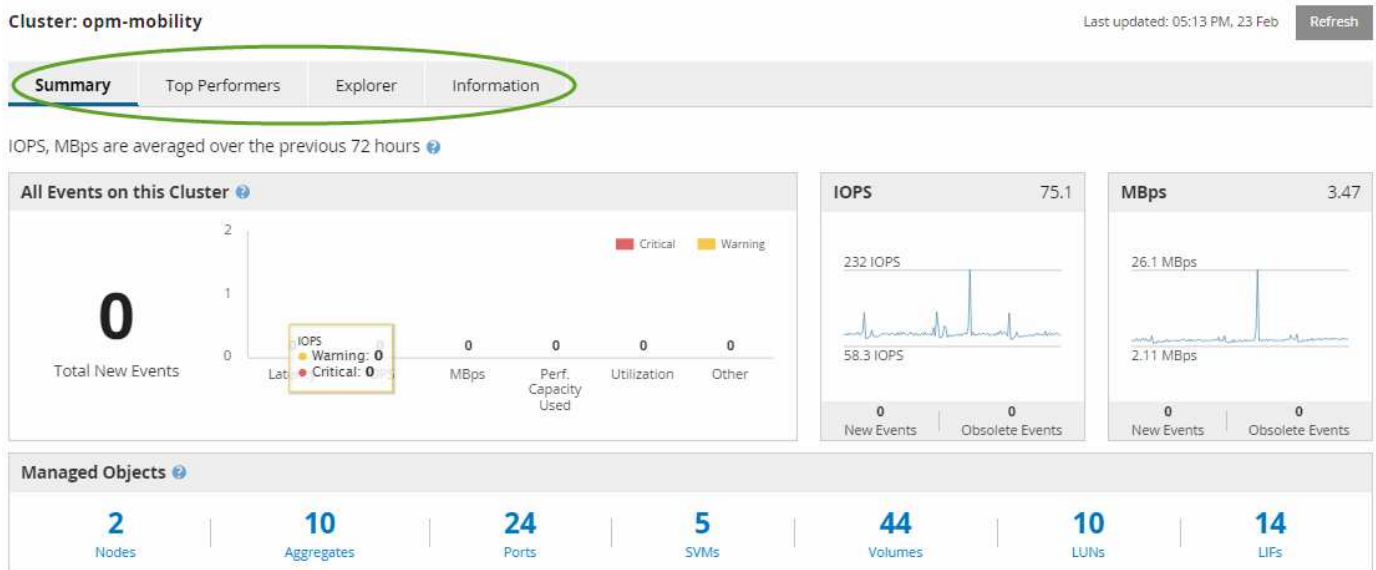 Cluster: opm-mobility
Last updated: 05:13 PM, 23 Feb
Refresh
Summary
Top Performers
Explorer
Information
IOPS, MBps are averaged over the previous 72 hours
All Events on this Cluster
0
Total New Events
2
1
0
Critical
Warning
IOPS
Warning: 0
Critical: 0
0
0
0
0
MBps
Perf.
Capacity
Used
Utilization
Other
IOPS 75.1
232 IOPS
58.3 IOPS
0 0
New Events Obsolete Events
MBps 3.47
26.1 MBps
2.11 MBps
0 0
New Events Obsolete Events
Managed Objects
2 10 24 5 44 10 14
Nodes Aggregates Ports SVMs Volumes LUNs LIFs